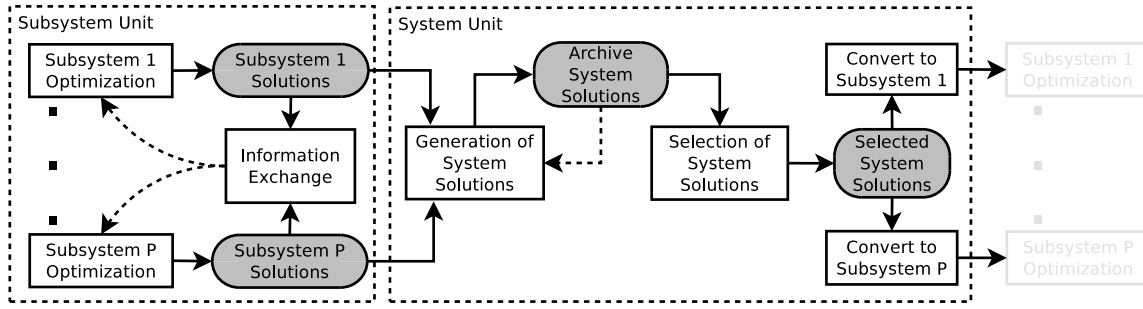 Subsystem Unit
Subsystem 1
Optimization
Subsystem 1
Solutions
Information
Exchange
Subsystem P
Optimization
Subsystem P
Solutions
System Unit
Generation of
System
Solutions
Archive
System
Solutions
Selection of
System
Solutions
Convert to
Subsystem 1
Selected
System
Solutions
Convert to
Subsystem P
Subsystem 1
Optimization
Subsystem P
Optimization